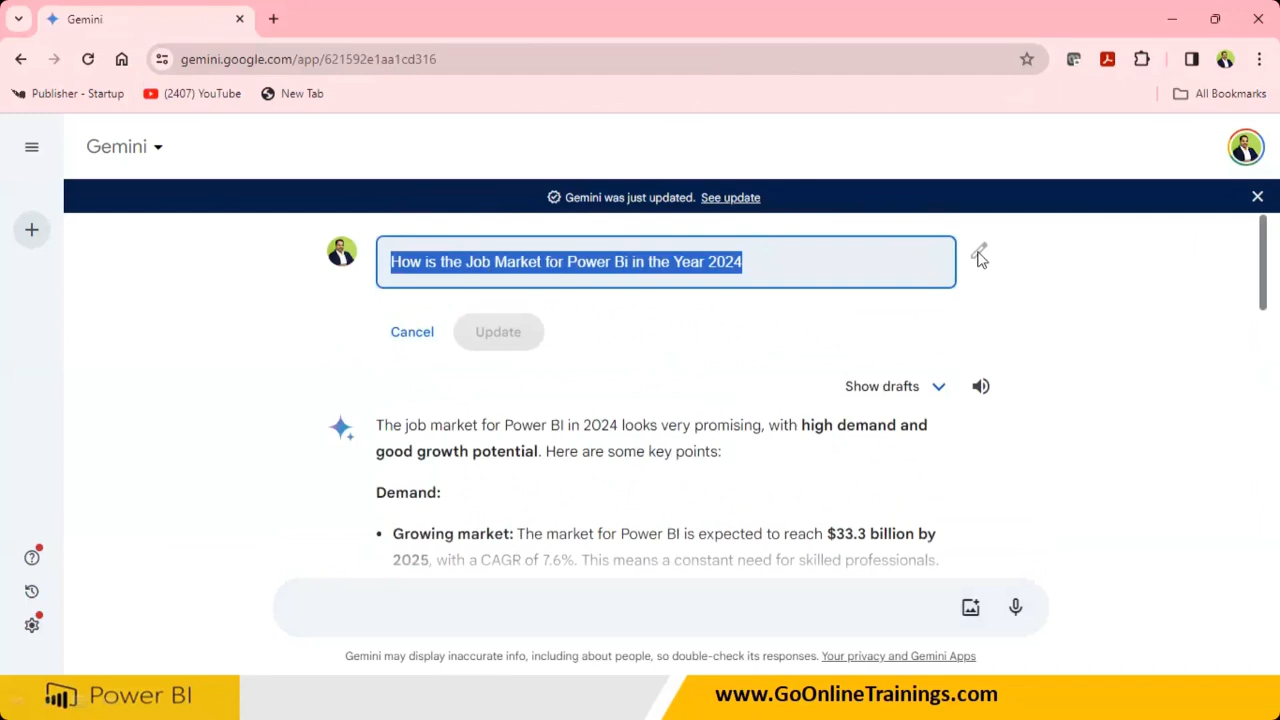 Gemini
gemini.google.com/app/621592e1aa1cd316
Publisher - Startup
(2407) YouTube
New Tab
All Bookmarks
Gemini
Gemini was just updated. See update
How is the Job Market for Power Bi in the Year 2024
Cancel
Update
Show drafts
The job market for Power BI in 2024 looks very promising, with high demand and
good growth potential. Here are some key points:
Demand:
• Growing market: The market for Power BI is expected to reach $33.3 billion by
2025, with a CAGR of 7.6%. This means a constant need for skilled professionals.
Gemini may display inaccurate info, including about people, so double-check its responses. Your privacy and Gemini Apps
Power BI
www.GoOnlineTrainings.com